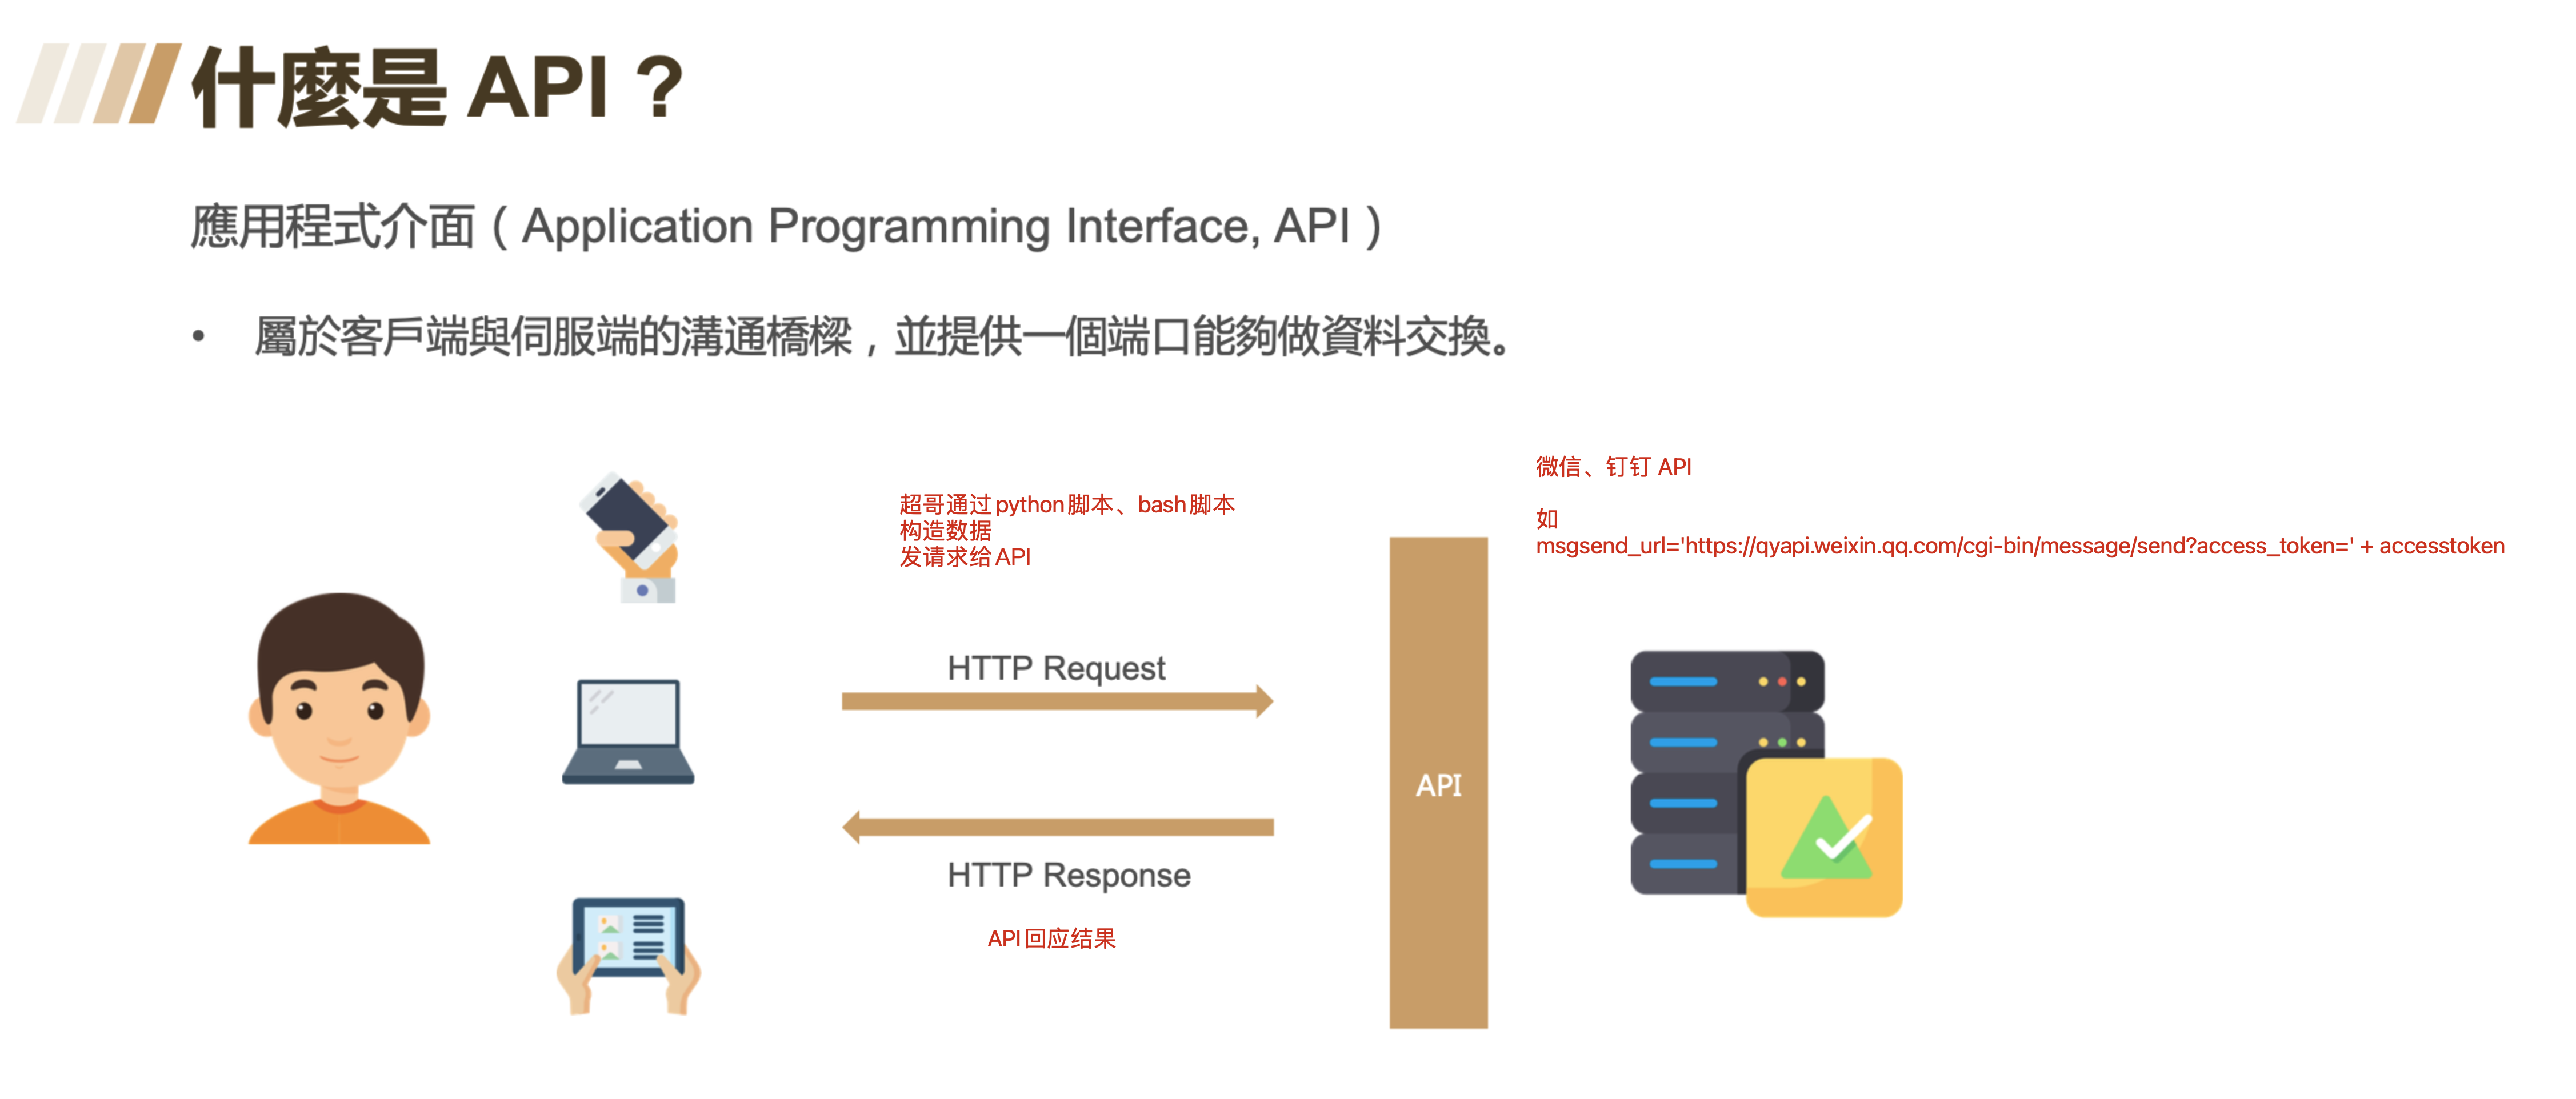 什麼是 API？
應用程式介面（Application Programming Interface, API）
• 屬於客戶端與伺服端的溝通橋樑，並提供一個端口能夠做資料交換。
超哥通过python脚本、bash脚本
构造数据
发请求给API
HTTP Request
HTTP Response
API回应结果
API
微信、钉钉 API
如
msgsend_url='https://qyapi.weixin.qq.com/cgi-bin/message/send?access_token=' + accesstoken